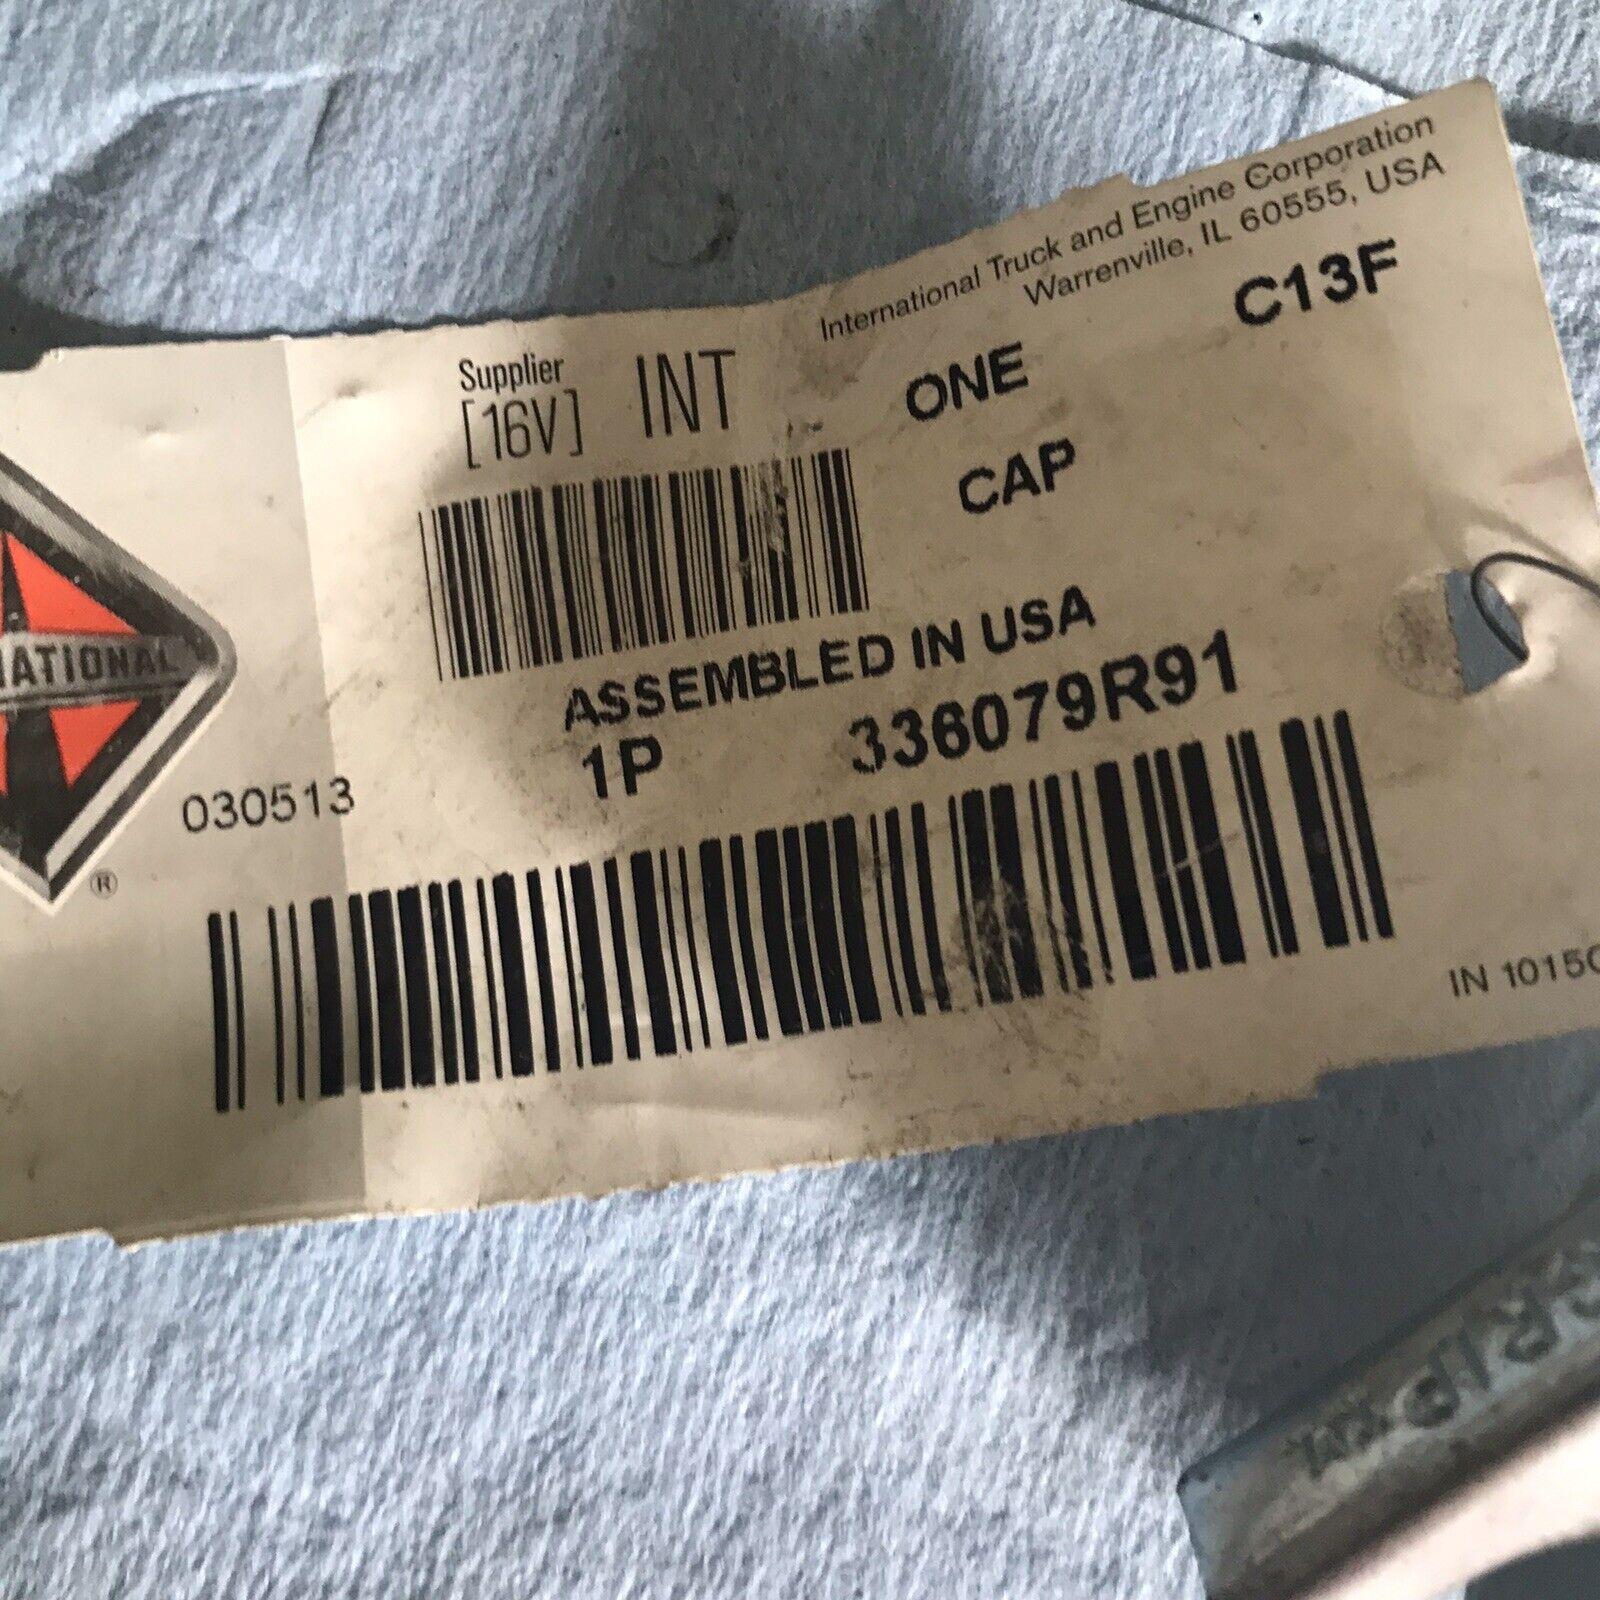 International Truck and Engine Corporation
Warrenville, IL 60555, USA
Supplier
[16V] INT
ONE
C13F
CAP
ASSEMBLED IN USA
1P 336079R91
NATIONAL
®
030513
IN 1015